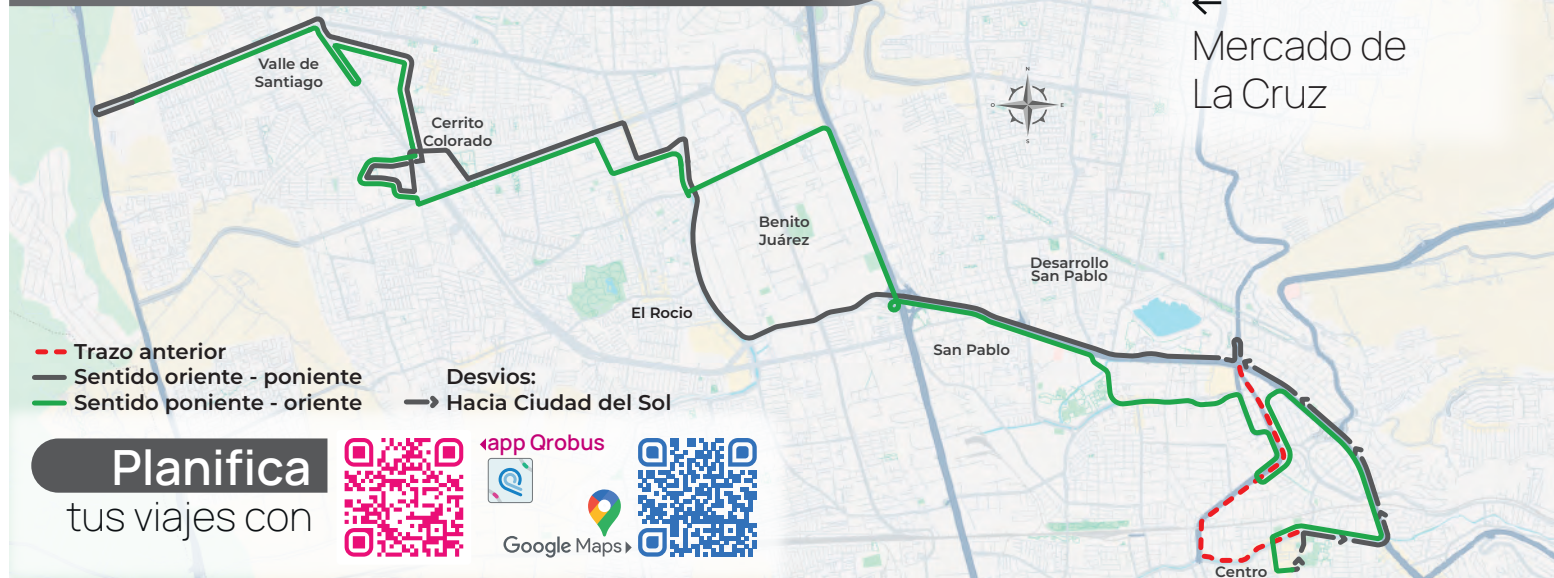 ←
Mercado de
La Cruz
Valle de
Santiago
Cerrito
Colorado
N
O
E
S
Benito
Juárez
Desarrollo
San Pablo
El Rocio
San Pablo
Centro
Trazo anterior
Sentido oriente - poniente
Sentido poniente - oriente
Desvios:
Hacia Ciudad del Sol
Planifica
tus viajes con
app Qrobus
Google Maps